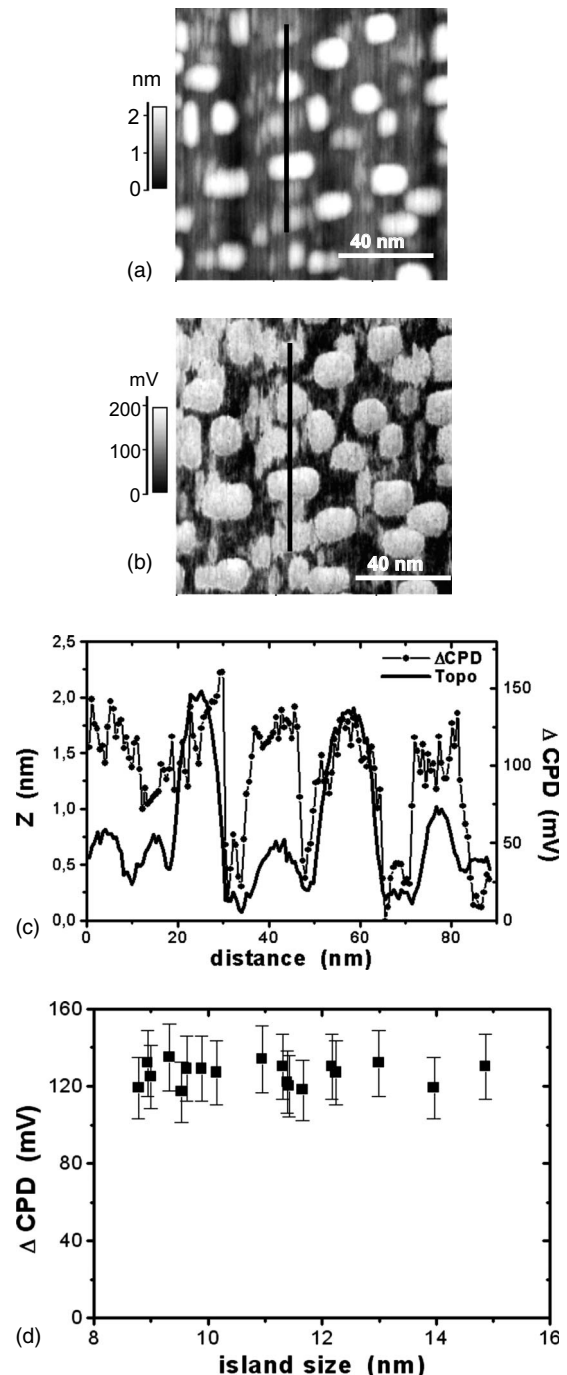 nm
2
1
0
40 nm
(a)
mV
200
100
0
40 nm
(b)
2,5
2,0
1,5
1,0
0,5
0,0
Z (nm)
ΔCPD
Topo
150
100
50
0
Δ CPD (mV)
0 20 40 60 80
distance (nm)
(c)
160
120
80
40
0
Δ CPD (mV)
8 10 12 14 16
island size (nm)
(d)